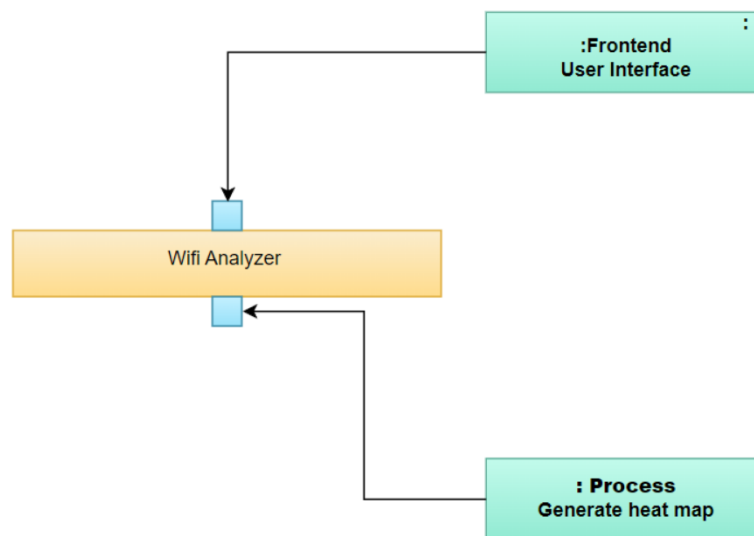 :
:Frontend
User Interface
Wifi Analyzer
: Process
Generate heat map